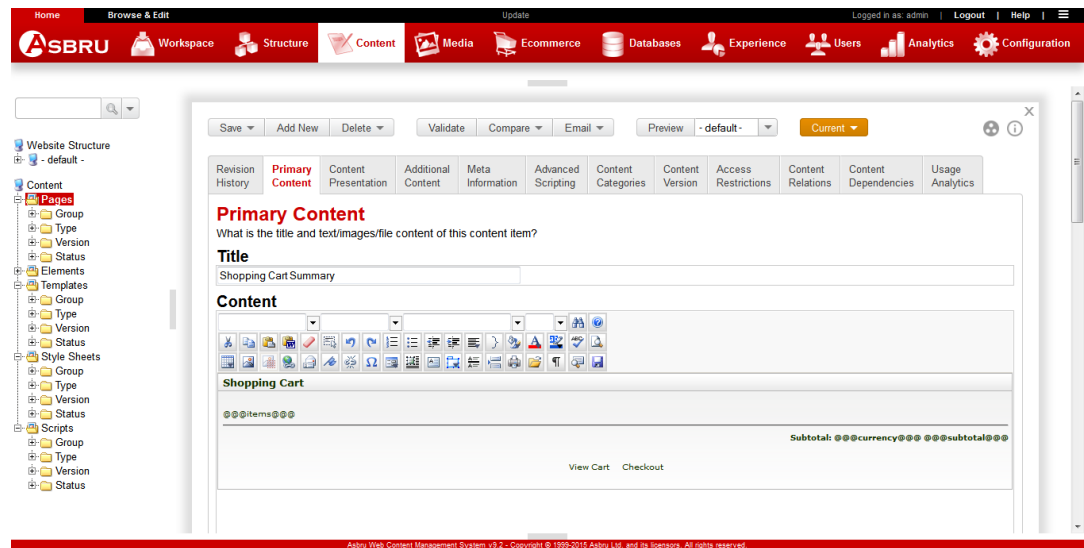 Home Browse & Edit Update Logged in as: admin | Logout | Help |
ASBRU Workspace Structure Content Media Ecommerce Databases Experience Users Analytics Configuration
Save Add New Delete Validate Compare Email Preview - default - Current
Website Structure
- default -
Content
Pages
Group
Type
Version
Status
Elements
Templates
Group
Type
Version
Status
Style Sheets
Group
Type
Version
Status
Scripts
Group
Type
Version
Status
Revision History Primary Content Content Presentation Additional Content Meta Information Advanced Scripting Content Categories Content Version Access Restrictions Content Relations Content Dependencies Usage Analytics
Primary Content
What is the title and text/images/file content of this content item?
Title
Shopping Cart Summary
Content
Shopping Cart
@@@items@@@
Subtotal: @@@currency@@@ @@@subtotal@@@
View Cart Checkout
Asbru Web Content Management System v9.2 - Copyright © 1999-2015 Asbru Ltd. and its licensors. All rights reserved.